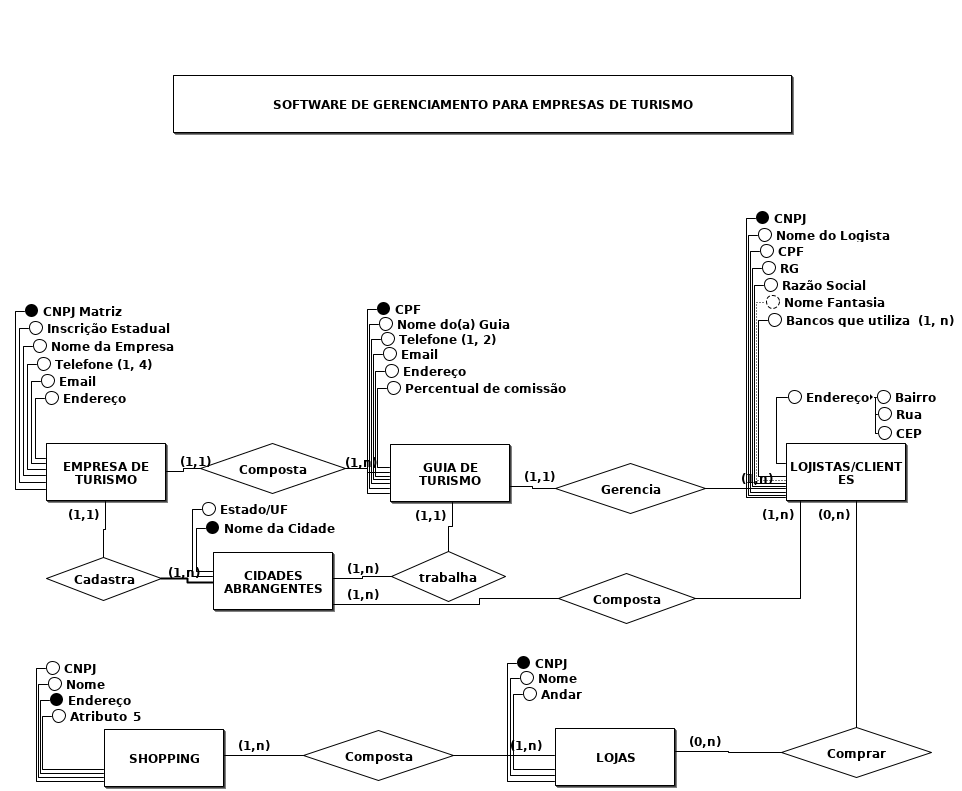 SOFTWARE DE GERENCIAMENTO PARA EMPRESAS DE TURISMO
CNPJ
Nome do Logista
CPF
RG
Razão Social
Nome Fantasia
Bancos que utiliza (1, n)
Endereço
Bairro
Rua
CEP
CNPJ Matriz
Inscrição Estadual
Nome da Empresa
Telefone (1, 4)
Email
Endereço
CPF
Nome do(a) Guia
Telefone (1, 2)
Email
Endereço
Percentual de comissão
EMPRESA DE
TURISMO
(1,1)
Composta
(1,n)
GUIA DE
TURISMO
(1,1)
Gerencia
(1,n)
LOJISTAS/CLIENT
ES
(1,1)
Estado/UF
Nome da Cidade
(1,1)
(1,n)
(0,n)
Cadastra
(1,n)
CIDADES
ABRANGENTES
(1,n)
trabalha
(1,n)
Composta
CNPJ
Nome
Endereço
Atributo 5
CNPJ
Nome
Andar
SHOPPING
(1,n)
Composta
(1,n)
LOJAS
(0,n)
Comprar